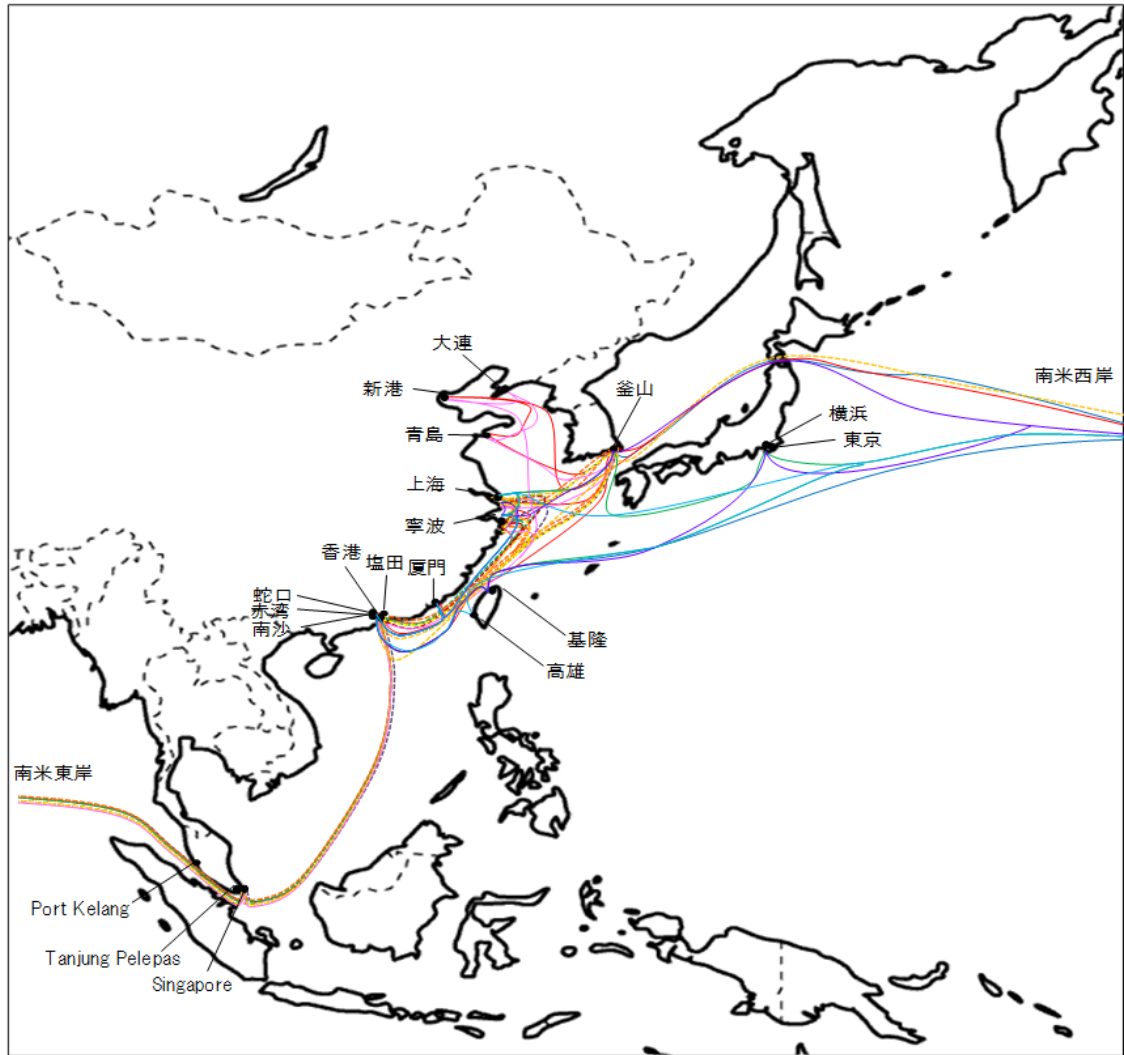 大連
新港
釜山
南米西岸
横浜
青島
東京
上海
寧波
香港
塩田
厦門
蛇口
赤湾
南沙
基隆
高雄
南米東岸
Port Kelang
Tanjung Pelepas
Singapore